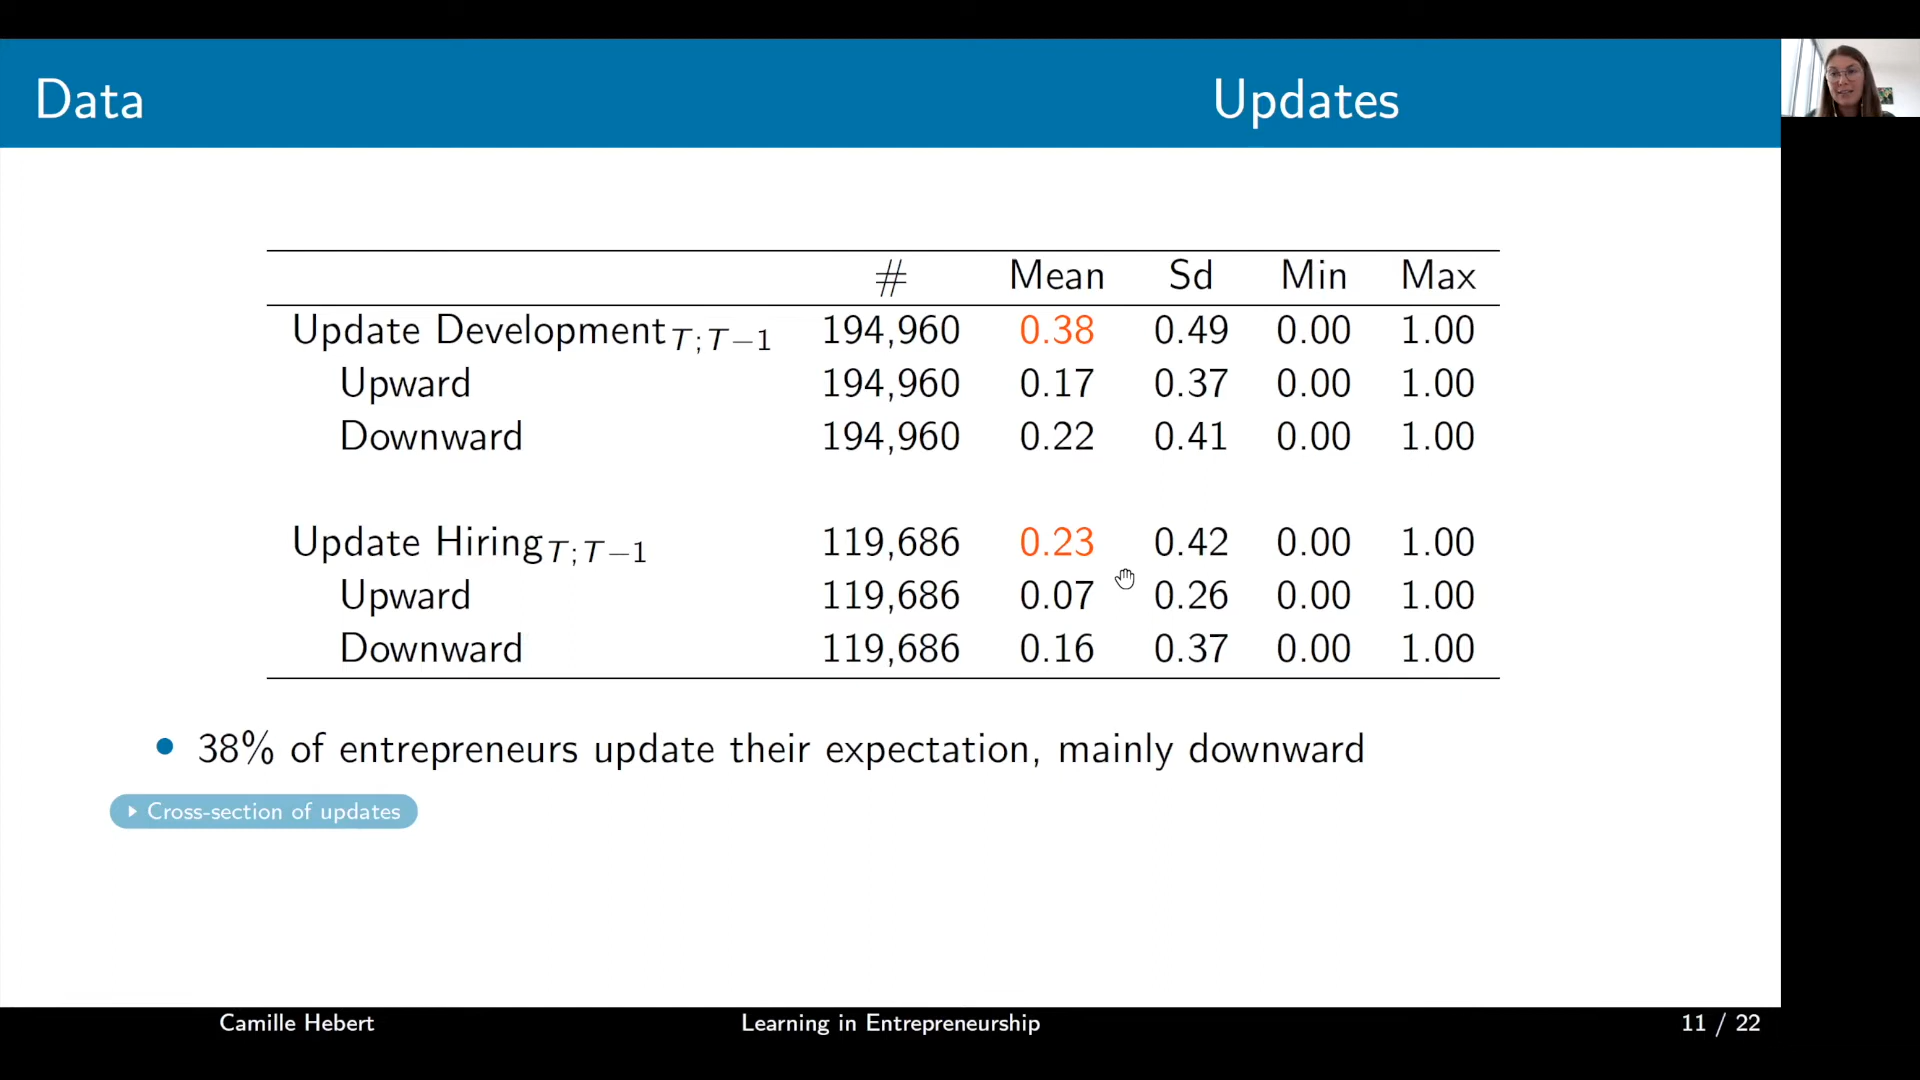 Data Updates
# Mean Sd Min Max
Update Development T;T−1 194,960 0.38 0.49 0.00 1.00
Upward 194,960 0.17 0.37 0.00 1.00
Downward 194,960 0.22 0.41 0.00 1.00
Update Hiring T;T−1 119,686 0.23 0.42 0.00 1.00
Upward 119,686 0.07 0.26 0.00 1.00
Downward 119,686 0.16 0.37 0.00 1.00
• 38% of entrepreneurs update their expectation, mainly downward
Cross-section of updates
Camille Hebert Learning in Entrepreneurship 11 / 22